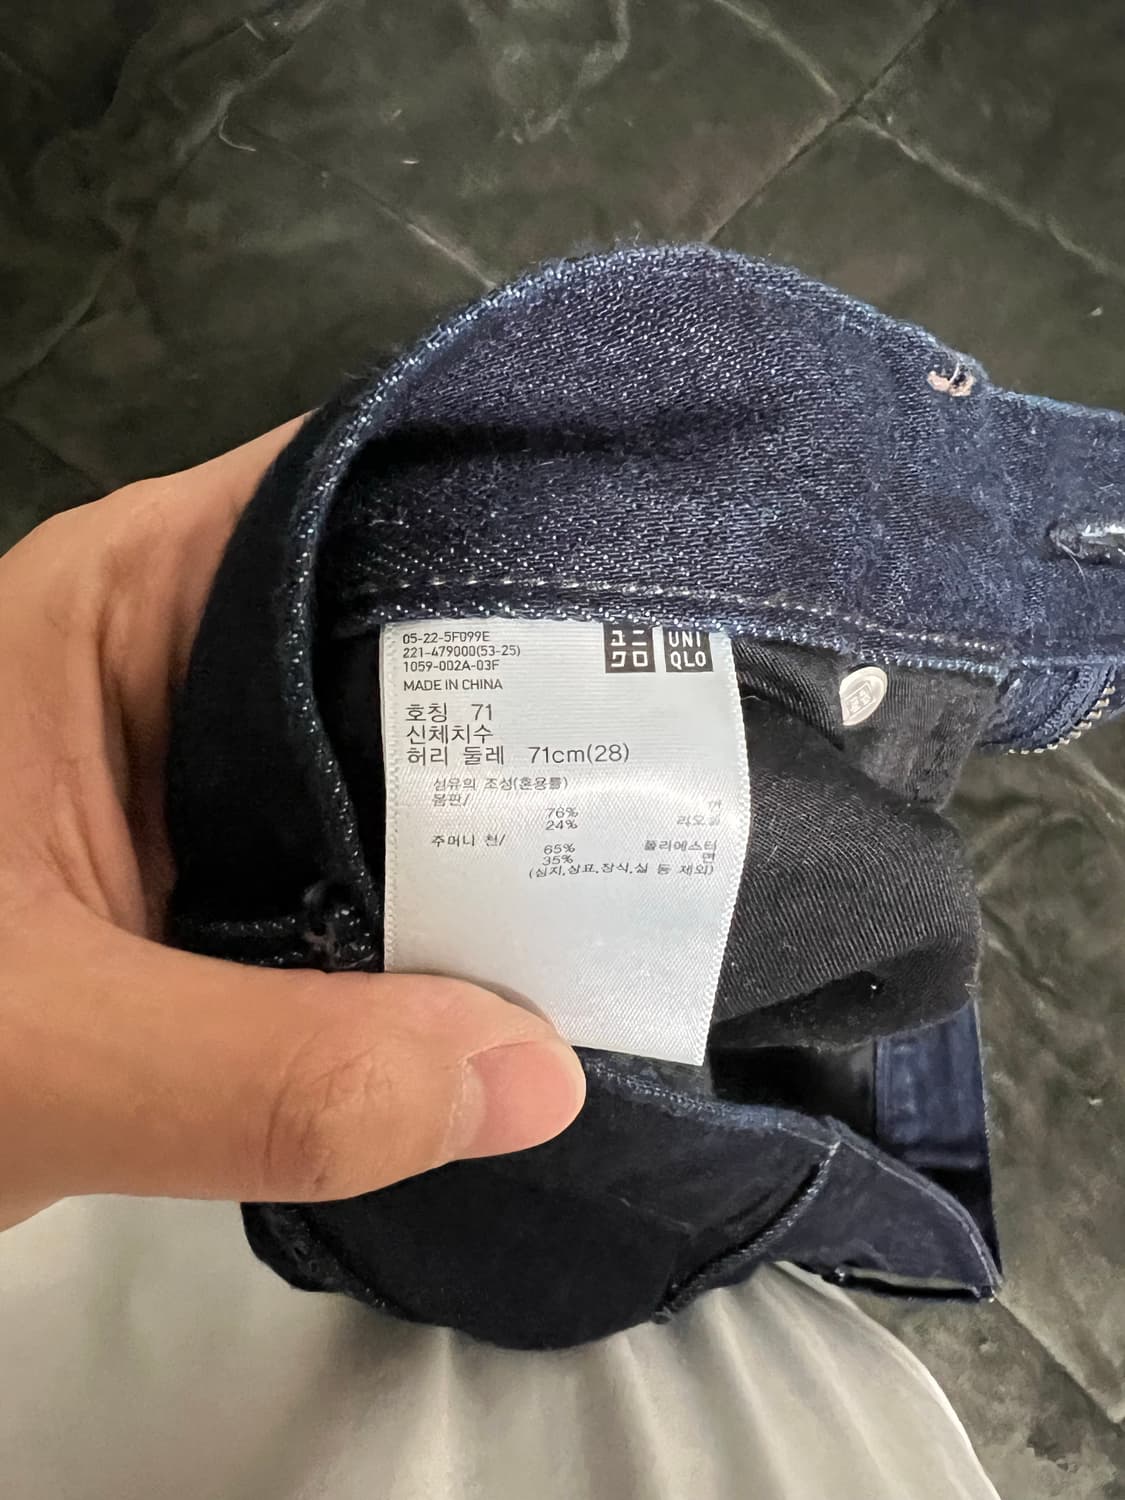 05-22-5F099E
221-479000(53-25)
1059-002A-03F
MADE IN CHINA
ユニ
クロ
UNI
QLO
호칭 71
신체치수
허리 둘레 71cm(28)
섬유의 조성(혼용률)
몸판/
76% 면
24%
주머니 천/
65% 폴리에스터
35% 면
(심지,상표,장식,실 등 제외)